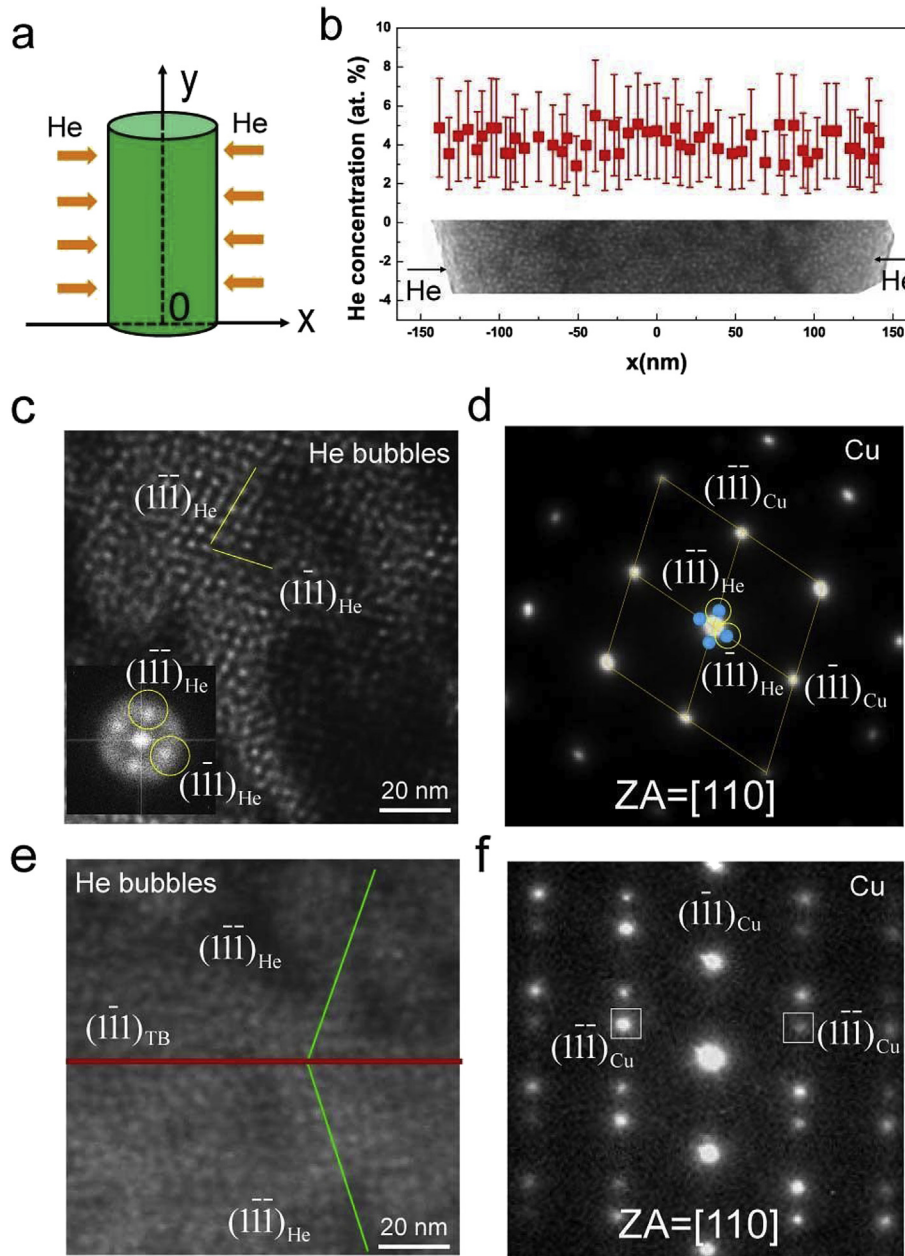 a
y
He
He
0
x
b
He concentration (at. %)
10
8
6
4
2
0
-2
-4
He
He
-150
-100
-50
0
50
100
150
x(nm)
c
He bubbles
(11̄1̄)He
(11̄1)He
(11̄1̄)He
(11̄1)He
20 nm
d
Cu
(11̄1̄)Cu
(11̄1̄)He
(11̄1)He
(11̄1)Cu
ZA=[110]
e
He bubbles
(11̄1̄)He
(11̄1)TB
(11̄1̄)He
20 nm
f
Cu
(11̄1)Cu
(11̄1̄)Cu
(11̄1̄)Cu
ZA=[110]